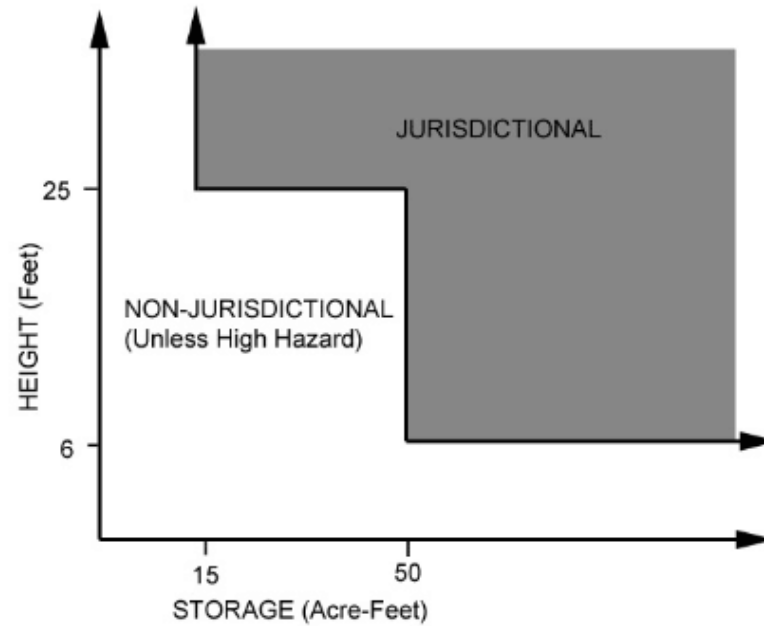 JURISDICTIONAL
25
HEIGHT (Feet)
NON-JURISDICTIONAL
(Unless High Hazard)
6
15
50
STORAGE (Acre-Feet)